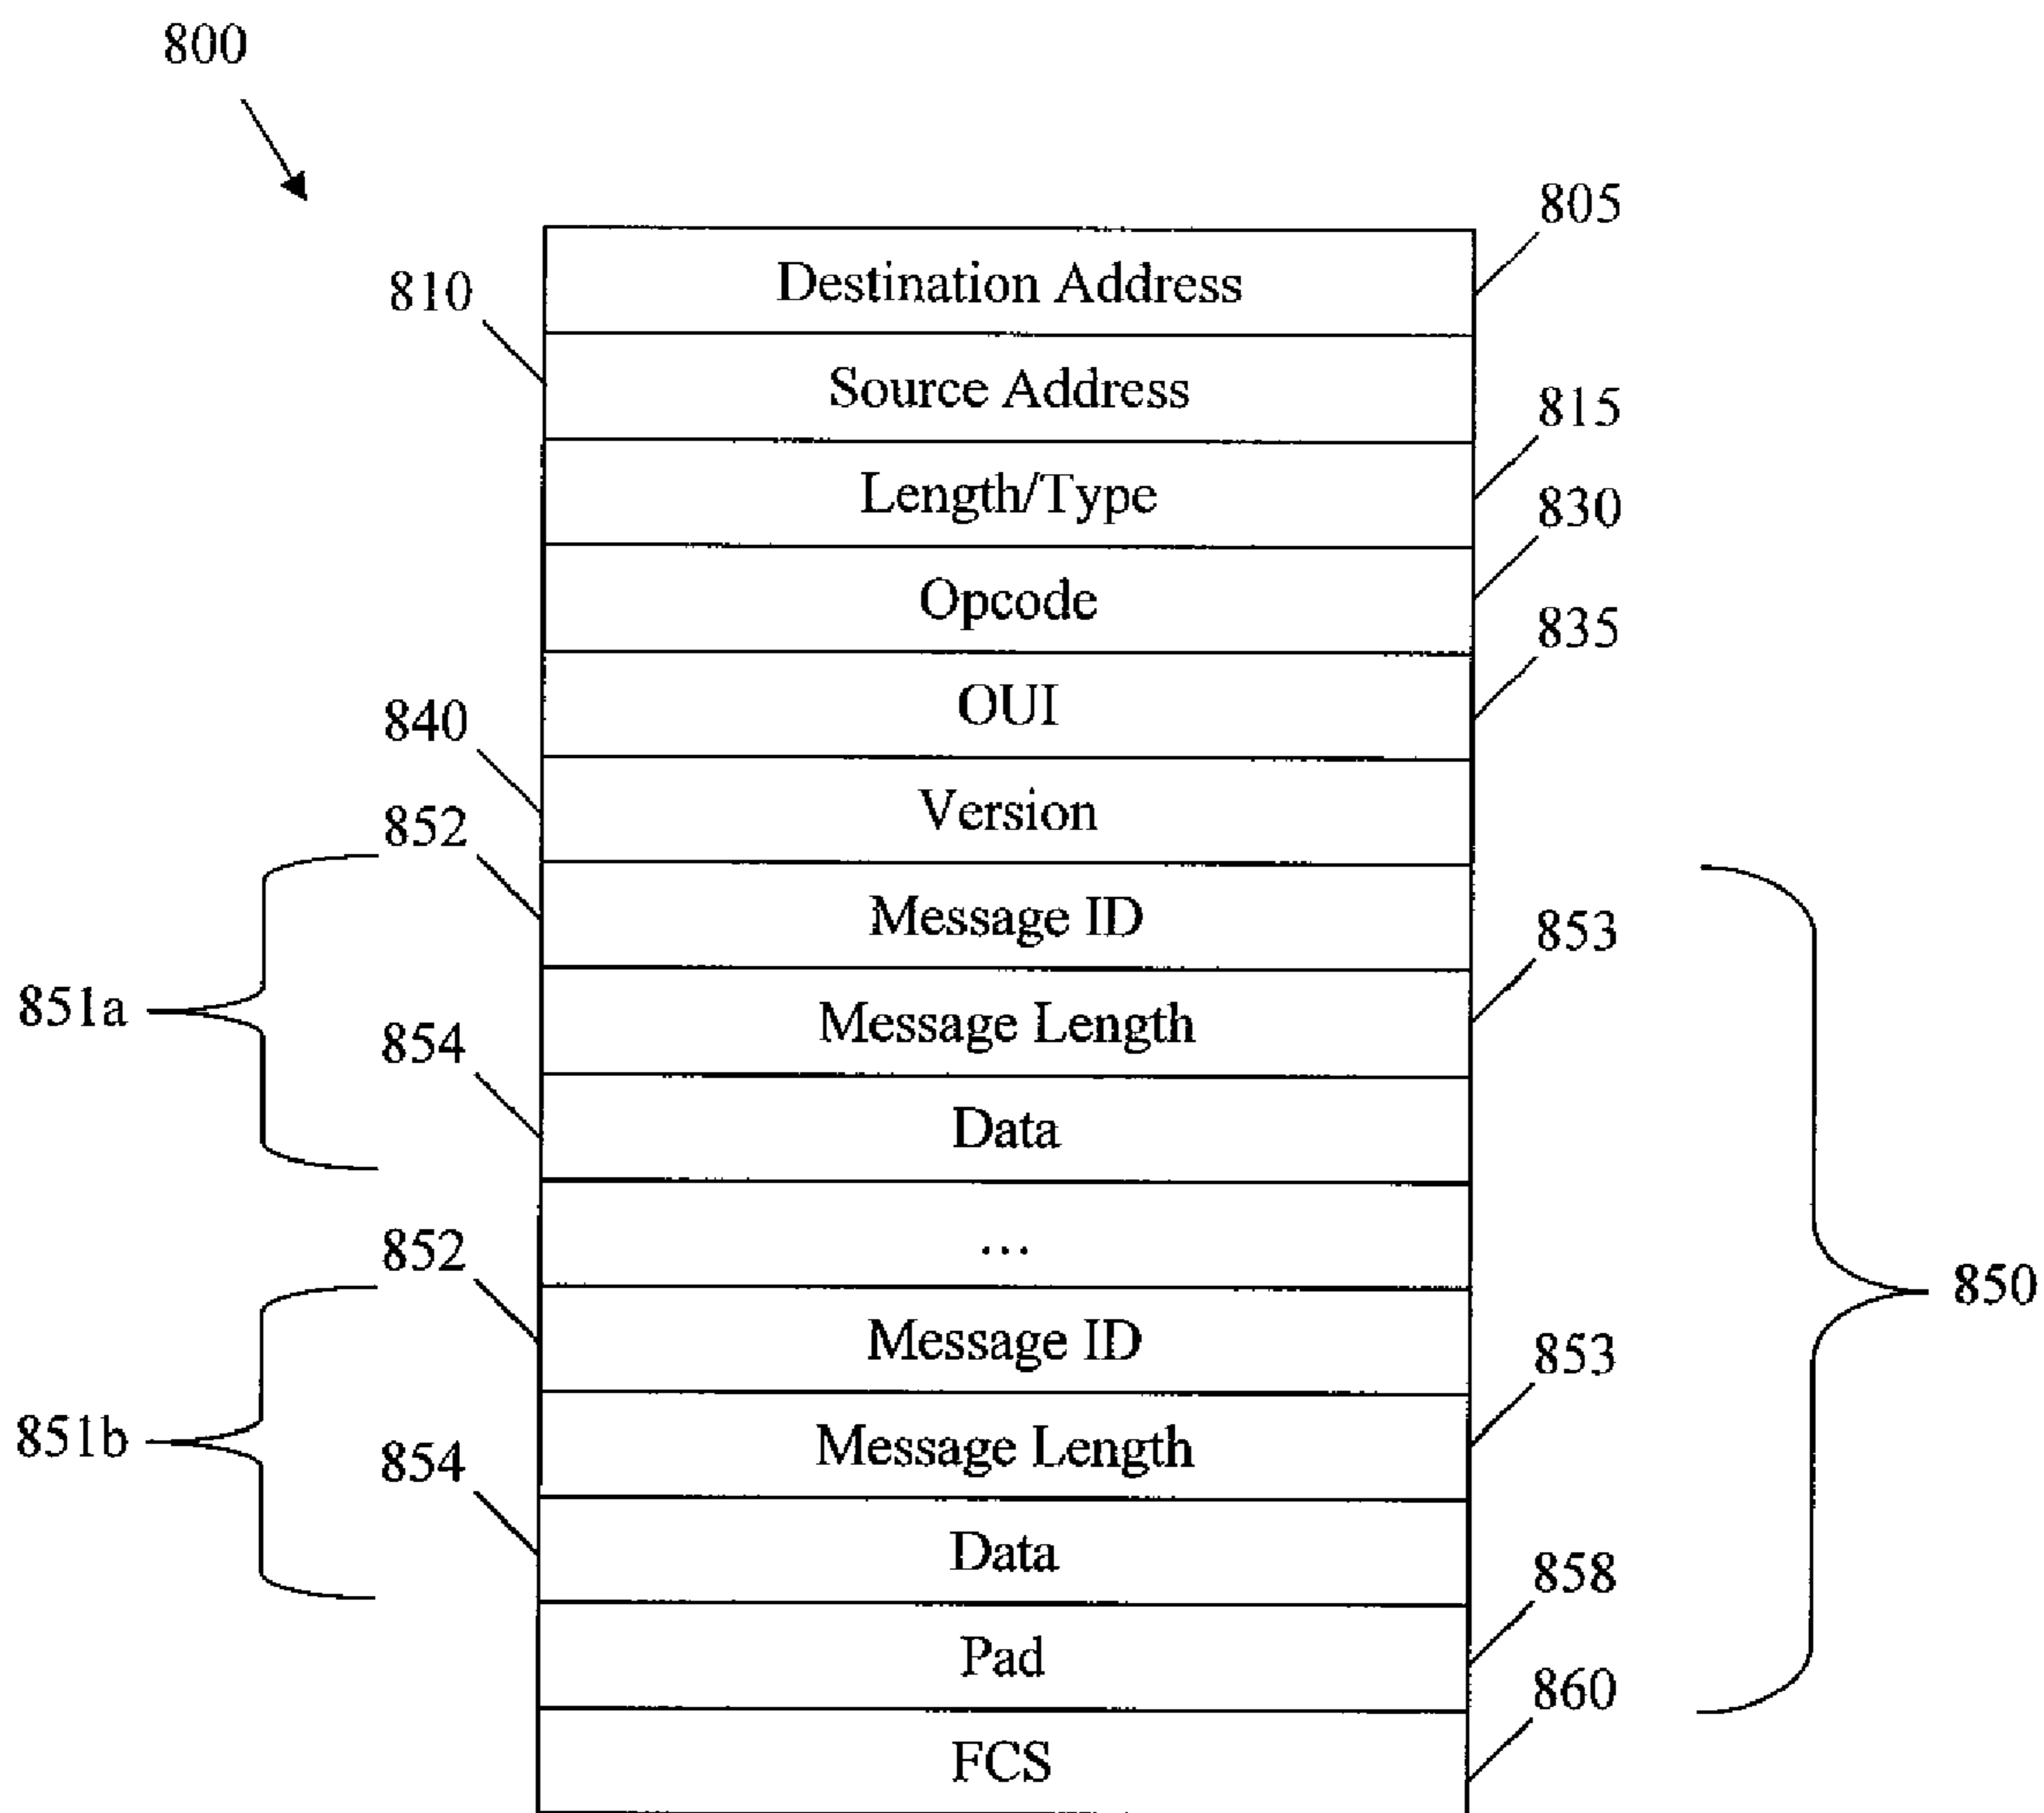 800
805
Destination Address
810
Source Address
815
Length/Type
830
Opcode
835
OUI
840
Version
852
Message ID
853
851a
Message Length
854
Data
852
...
850
Message ID
853
851b
Message Length
854
Data
858
Pad
860
FCS